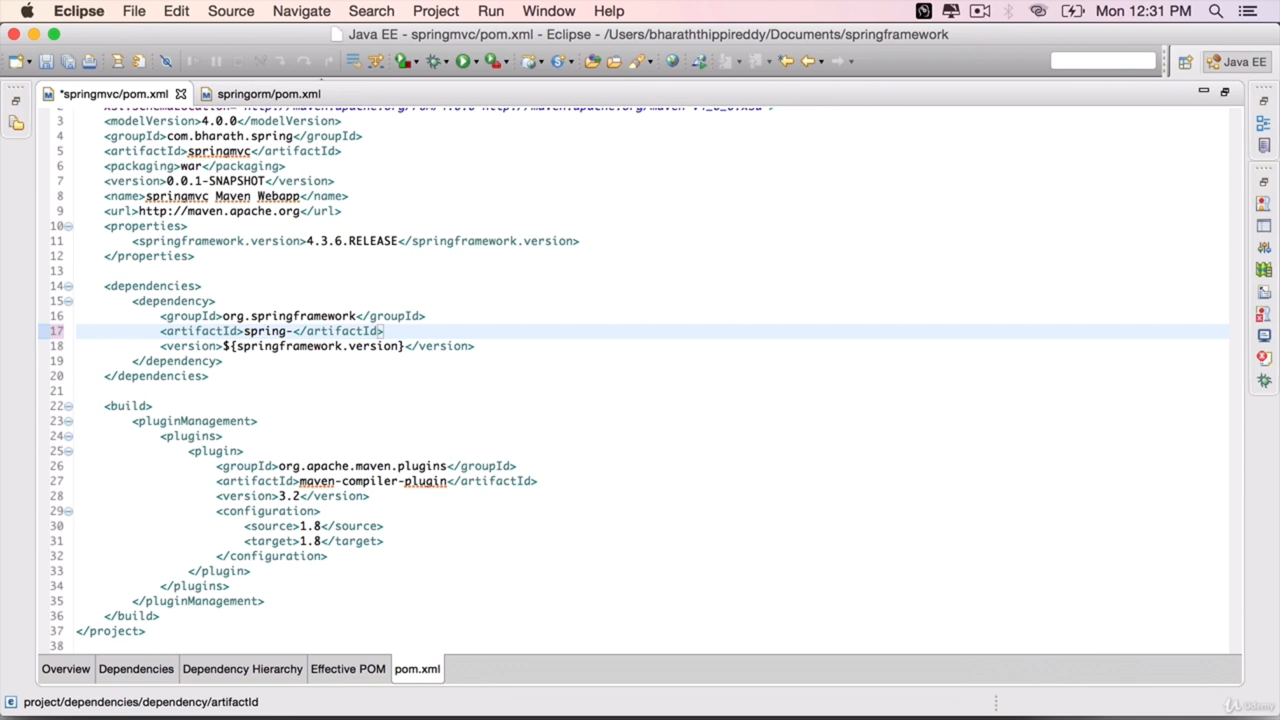 Eclipse File Edit Source Navigate Search Project Run Window Help Mon 12:31 PM
Java EE - springmvc/pom.xml - Eclipse - /Users/bharaththippireddy/Documents/springframework
Java EE
*springmvc/pom.xml springorm/pom.xml
2
3 <modelVersion>4.0.0</modelVersion>
4 <groupId>com.bharath.spring</groupId>
5 <artifactId>springmvc</artifactId>
6 <packaging>war</packaging>
7 <version>0.0.1-SNAPSHOT</version>
8 <name>springmvc Maven Webapp</name>
9 <url>http://maven.apache.org</url>
10 <properties>
11 <springframework.version>4.3.6.RELEASE</springframework.version>
12 </properties>
13
14 <dependencies>
15 <dependency>
16 <groupId>org.springframework</groupId>
17 <artifactId>spring-</artifactId>
18 <version>${springframework.version}</version>
19 </dependency>
20 </dependencies>
21
22 <build>
23 <pluginManagement>
24 <plugins>
25 <plugin>
26 <groupId>org.apache.maven.plugins</groupId>
27 <artifactId>maven-compiler-plugin</artifactId>
28 <version>3.2</version>
29 <configuration>
30 <source>1.8</source>
31 <target>1.8</target>
32 </configuration>
33 </plugin>
34 </plugins>
35 </pluginManagement>
36 </build>
37 </project>
38
Overview Dependencies Dependency Hierarchy Effective POM pom.xml
project/dependencies/dependency/artifactId
Udemy